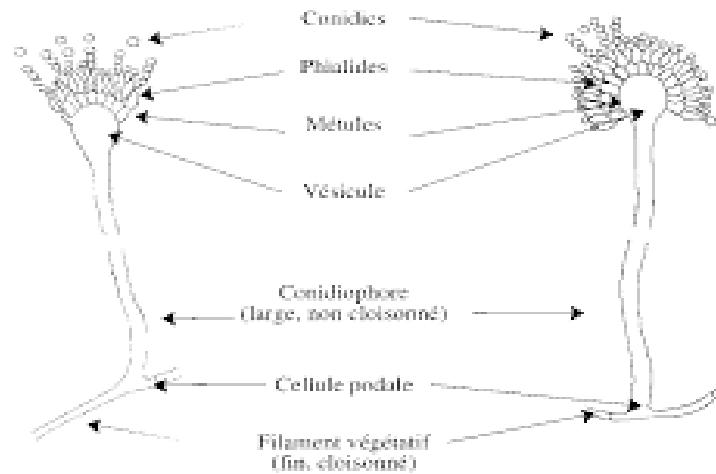 Conidies
Phialides
Métules
Vésicule
Conidiophore
(large, non cloisonné)
Cellule podale
Filament végétatif
(fin, cloisonné)